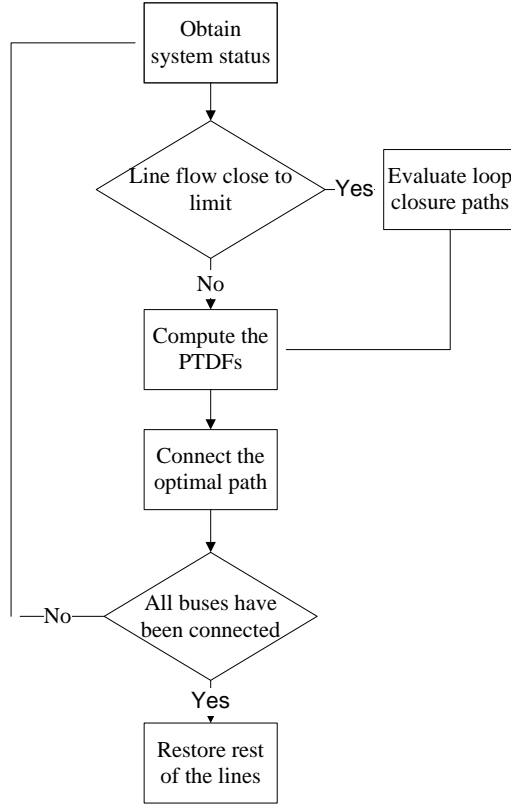 Obtain
system status
Line flow close to
limit
Yes
Evaluate loop
closure paths
No
Compute the
PTDFs
Connect the
optimal path
All buses have
been connected
No
Yes
Restore rest
of the lines